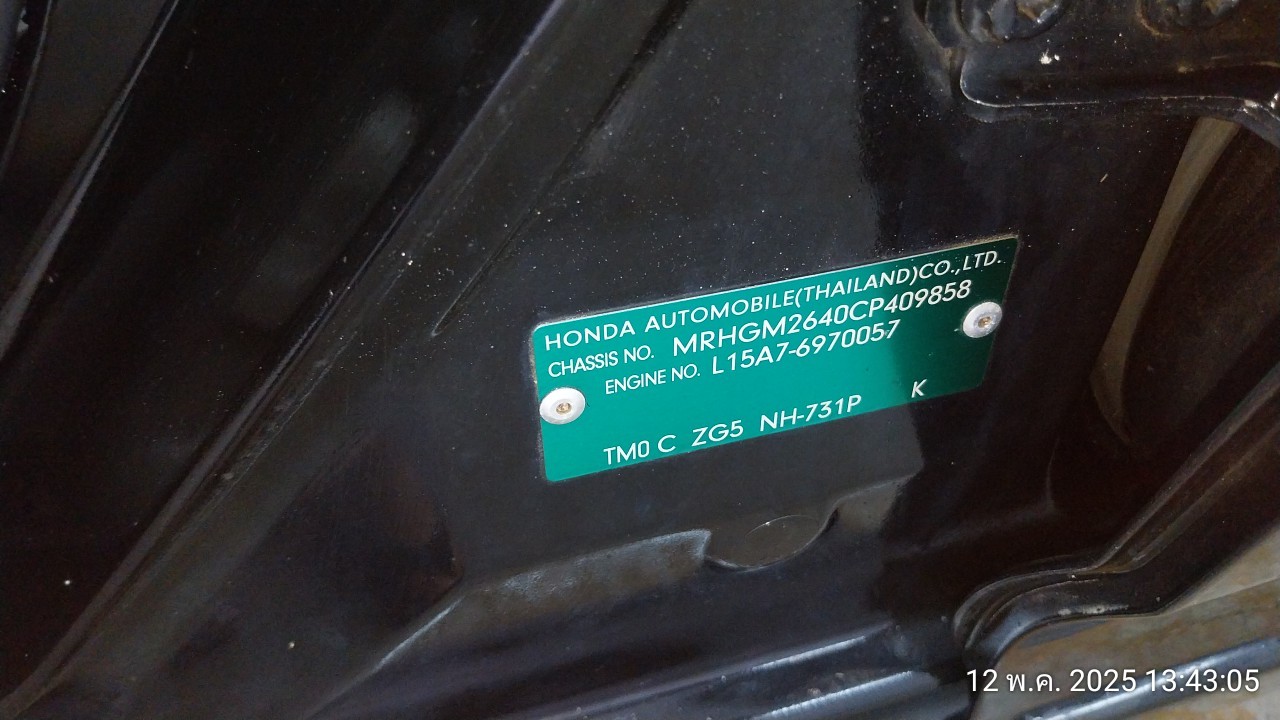 HONDA AUTOMOBILE(THAILAND)CO.,LTD.
CHASSIS NO. MRHGM2640CP409858
ENGINE NO. L15A7-6970057
TM0 C ZG5 NH-731P K
12 พ.ค. 2025 13:43:05